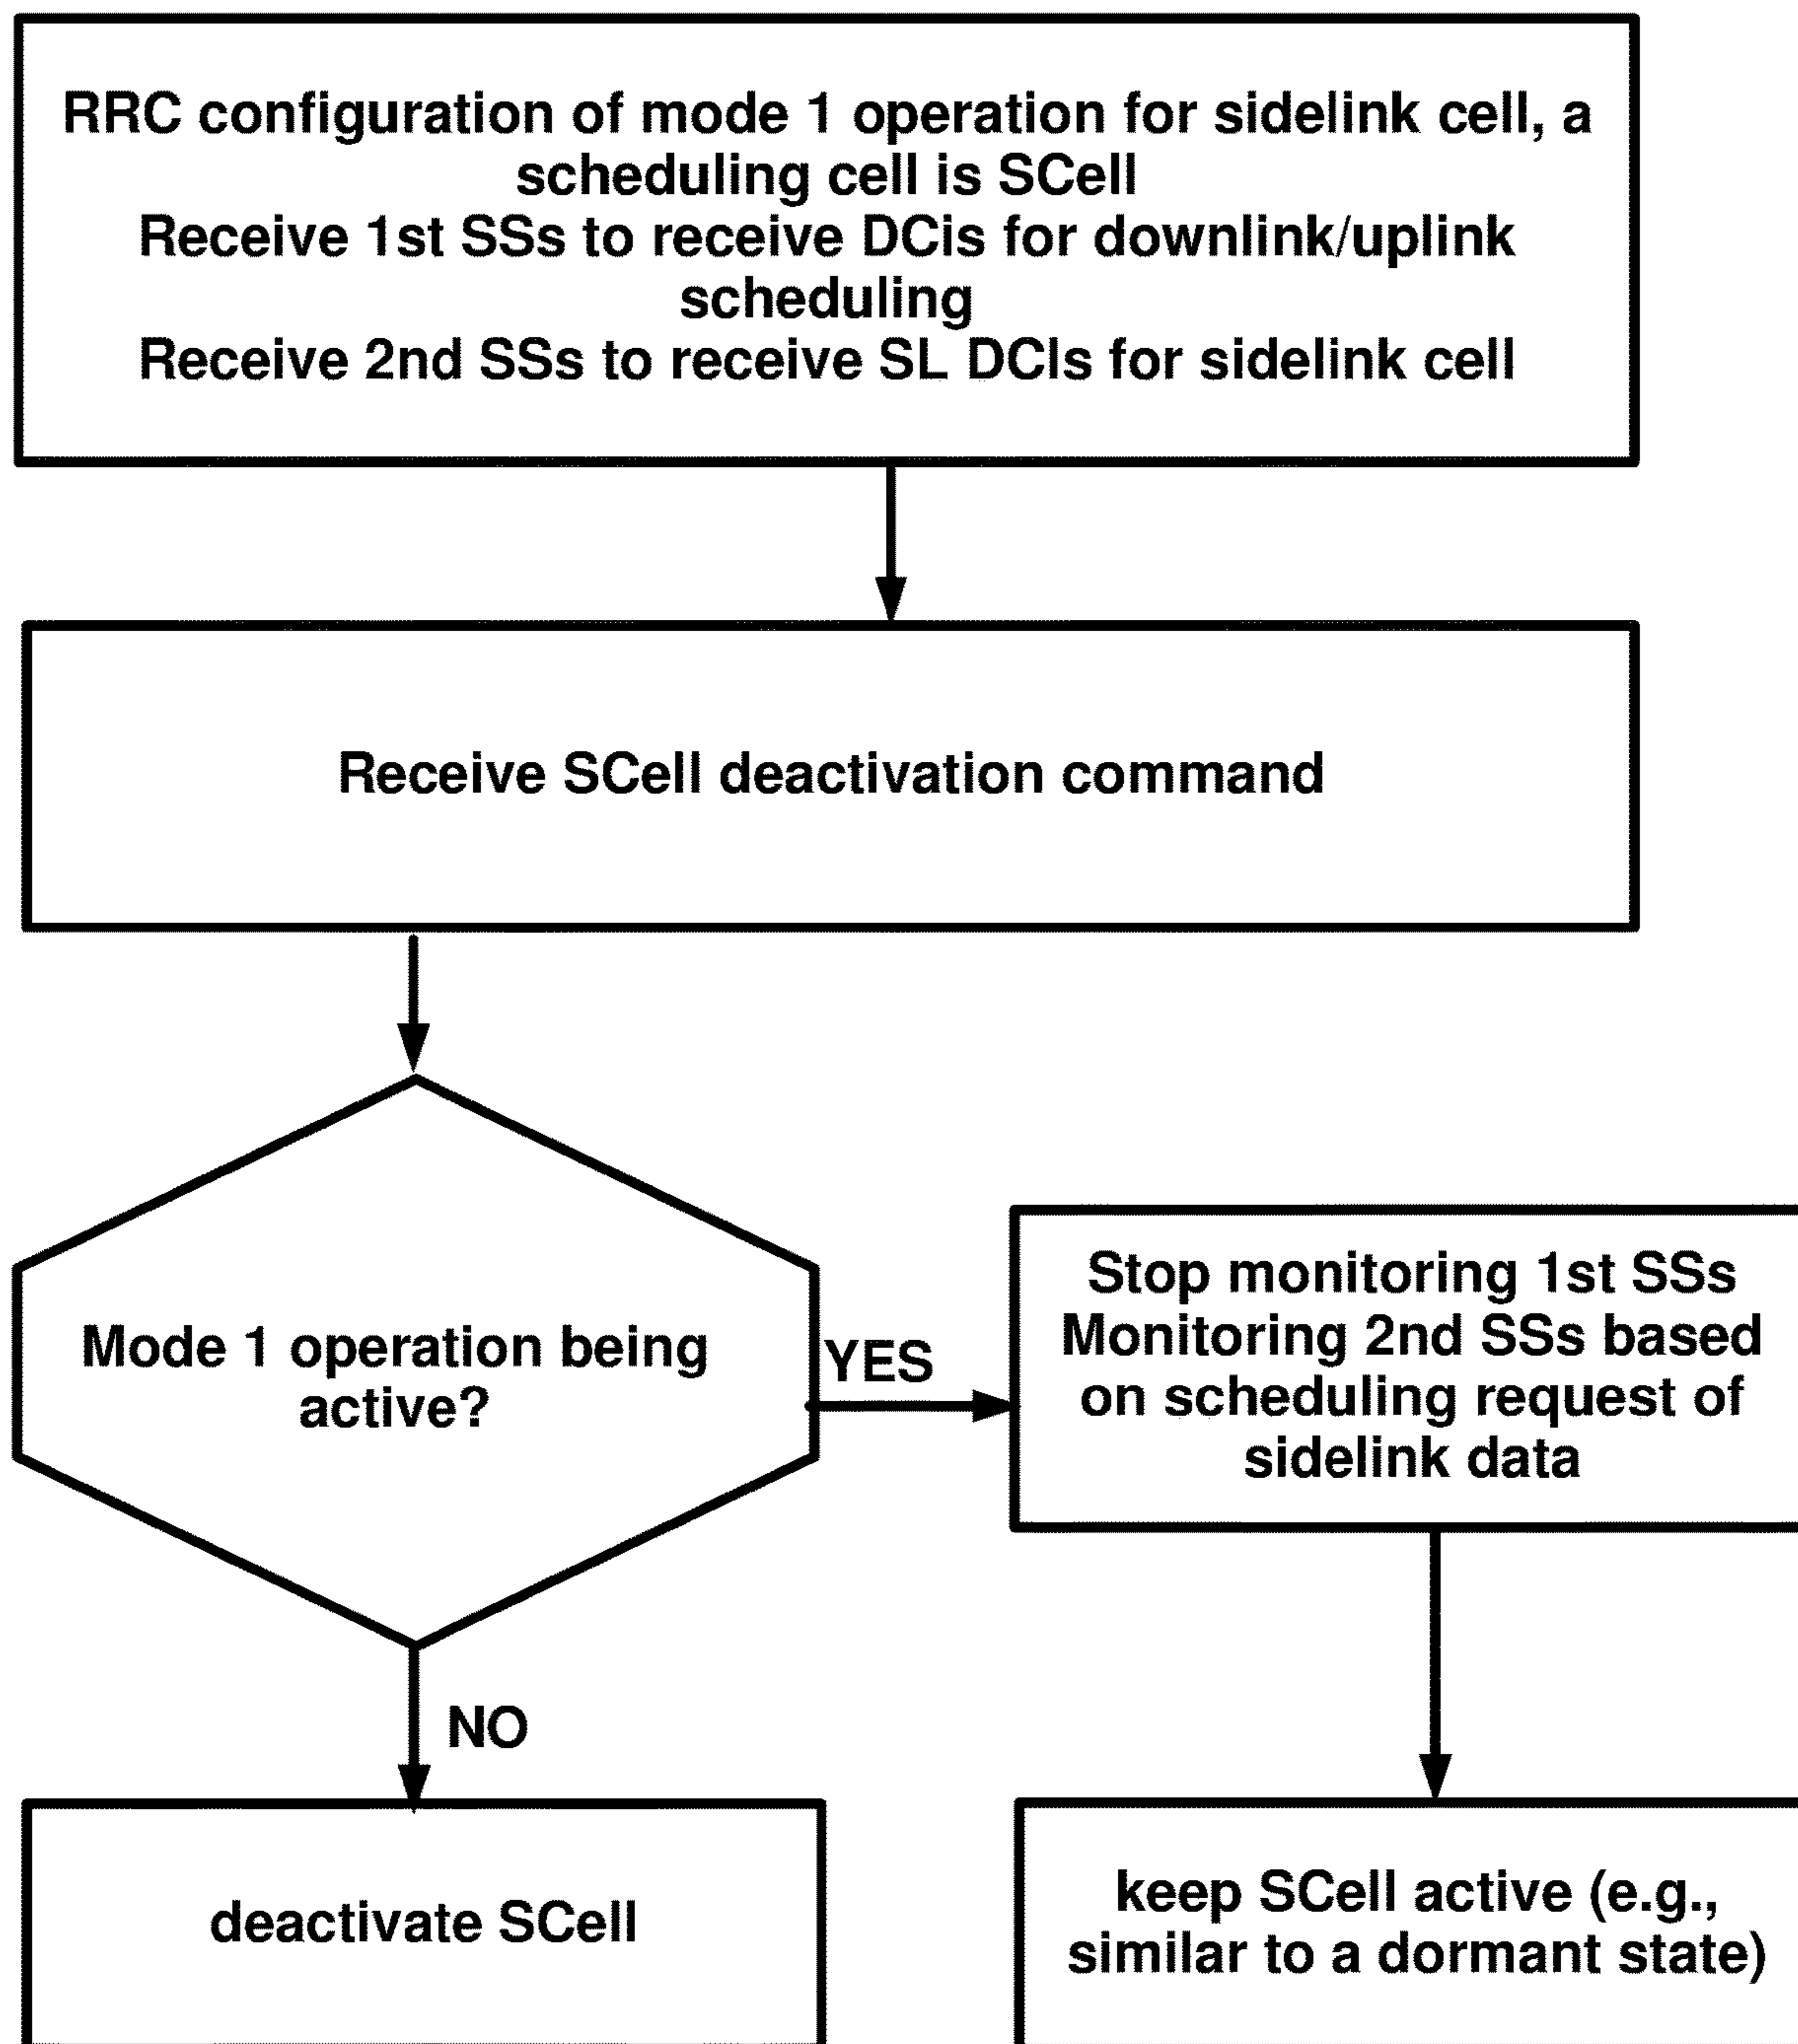 RRC configuration of mode 1 operation for sidelink cell, a
scheduling cell is SCell
Receive 1st SSs to receive DCis for downlink/uplink
scheduling
Receive 2nd SSs to receive SL DCIs for sidelink cell
Receive SCell deactivation command
Mode 1 operation being
active?
YES
Stop monitoring 1st SSs
Monitoring 2nd SSs based
on scheduling request of
sidelink data
NO
deactivate SCell
keep SCell active (e.g.,
similar to a dormant state)